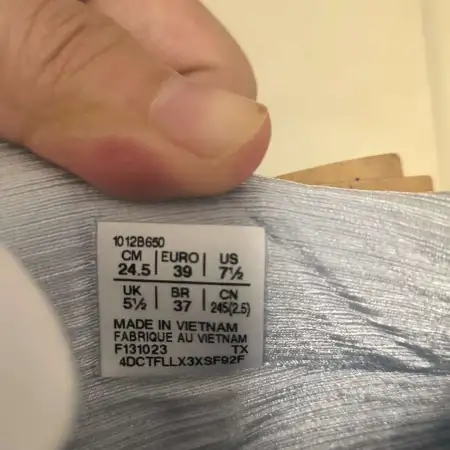 1012B650
CM EURO US
24.5 39 7½
UK BR CN
5½ 37 245(2.5)
MADE IN VIETNAM
FABRIQUE AU VIETNAM
F131023 TX
4DCTFLLX3XSF92F